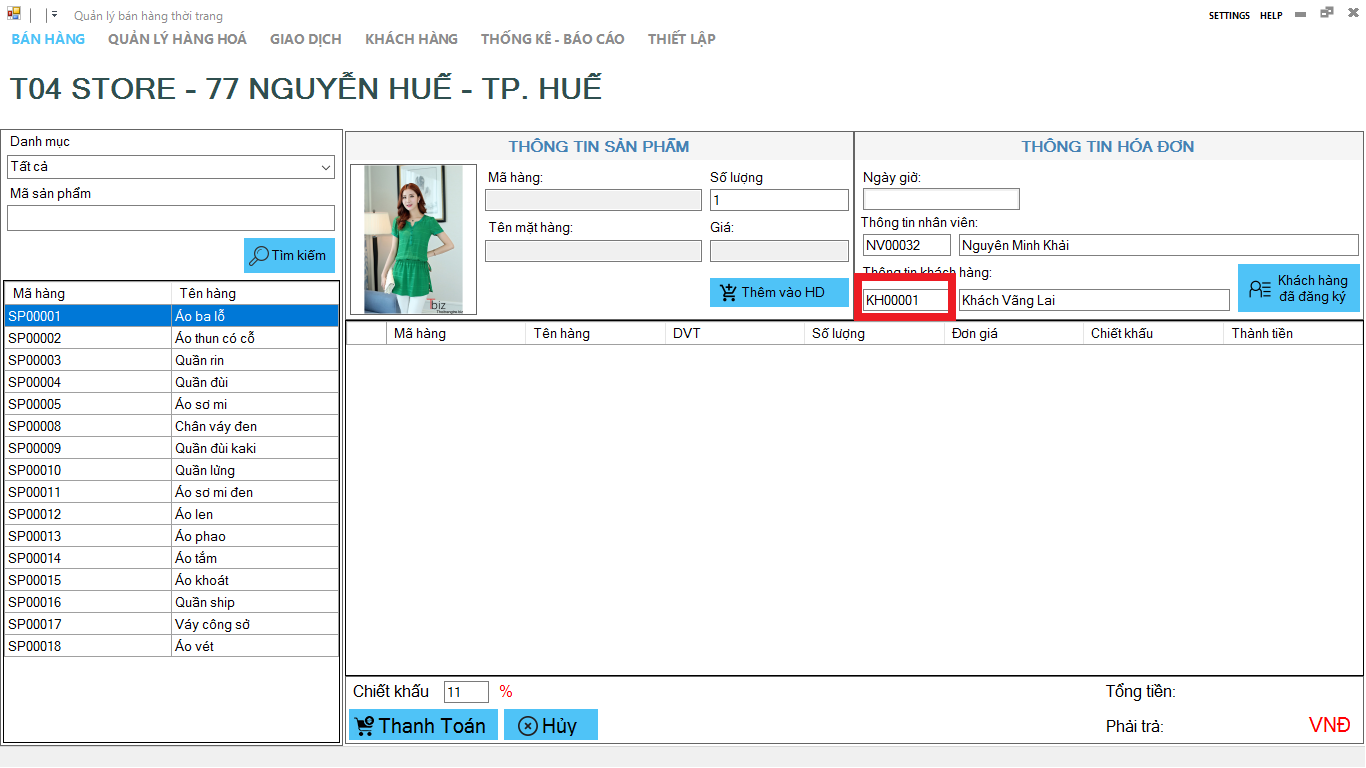 Quản lý bán hàng thời trang
SETTINGS HELP
BÁN HÀNG QUẢN LÝ HÀNG HOÁ GIAO DỊCH KHÁCH HÀNG THỐNG KÊ - BÁO CÁO THIẾT LẬP
T04 STORE - 77 NGUYỄN HUẾ - TP. HUẾ
Danh mục
Tất cả
Mã sản phẩm
Tìm kiếm
Mã hàng Tên hàng
SP00001 Áo ba lỗ
SP00002 Áo thun có cỗ
SP00003 Quần rin
SP00004 Quần đùi
SP00005 Áo sơ mi
SP00008 Chân váy đen
SP00009 Quần đùi kaki
SP00010 Quần lửng
SP00011 Áo sơ mi đen
SP00012 Áo len
SP00013 Áo phao
SP00014 Áo tắm
SP00015 Áo khoát
SP00016 Quần ship
SP00017 Váy công sở
SP00018 Áo vét
THÔNG TIN SẢN PHẨM
Mã hàng: Số lượng
1
Tên mặt hàng: Giá:
Tbiz
Thêm vào HD
THÔNG TIN HÓA ĐƠN
Ngày giờ:
Thông tin nhân viên:
NV00032 Nguyên Minh Khải
Thông tin khách hàng:
KH00001 Khách Vãng Lai
Khách hàng
đã đăng ký
Mã hàng Tên hàng DVT Số lượng Đơn giá Chiết khấu Thành tiền
Chiết khấu 11 %
Tổng tiền:
Thanh Toán Hủy
Phải trả: VNĐ